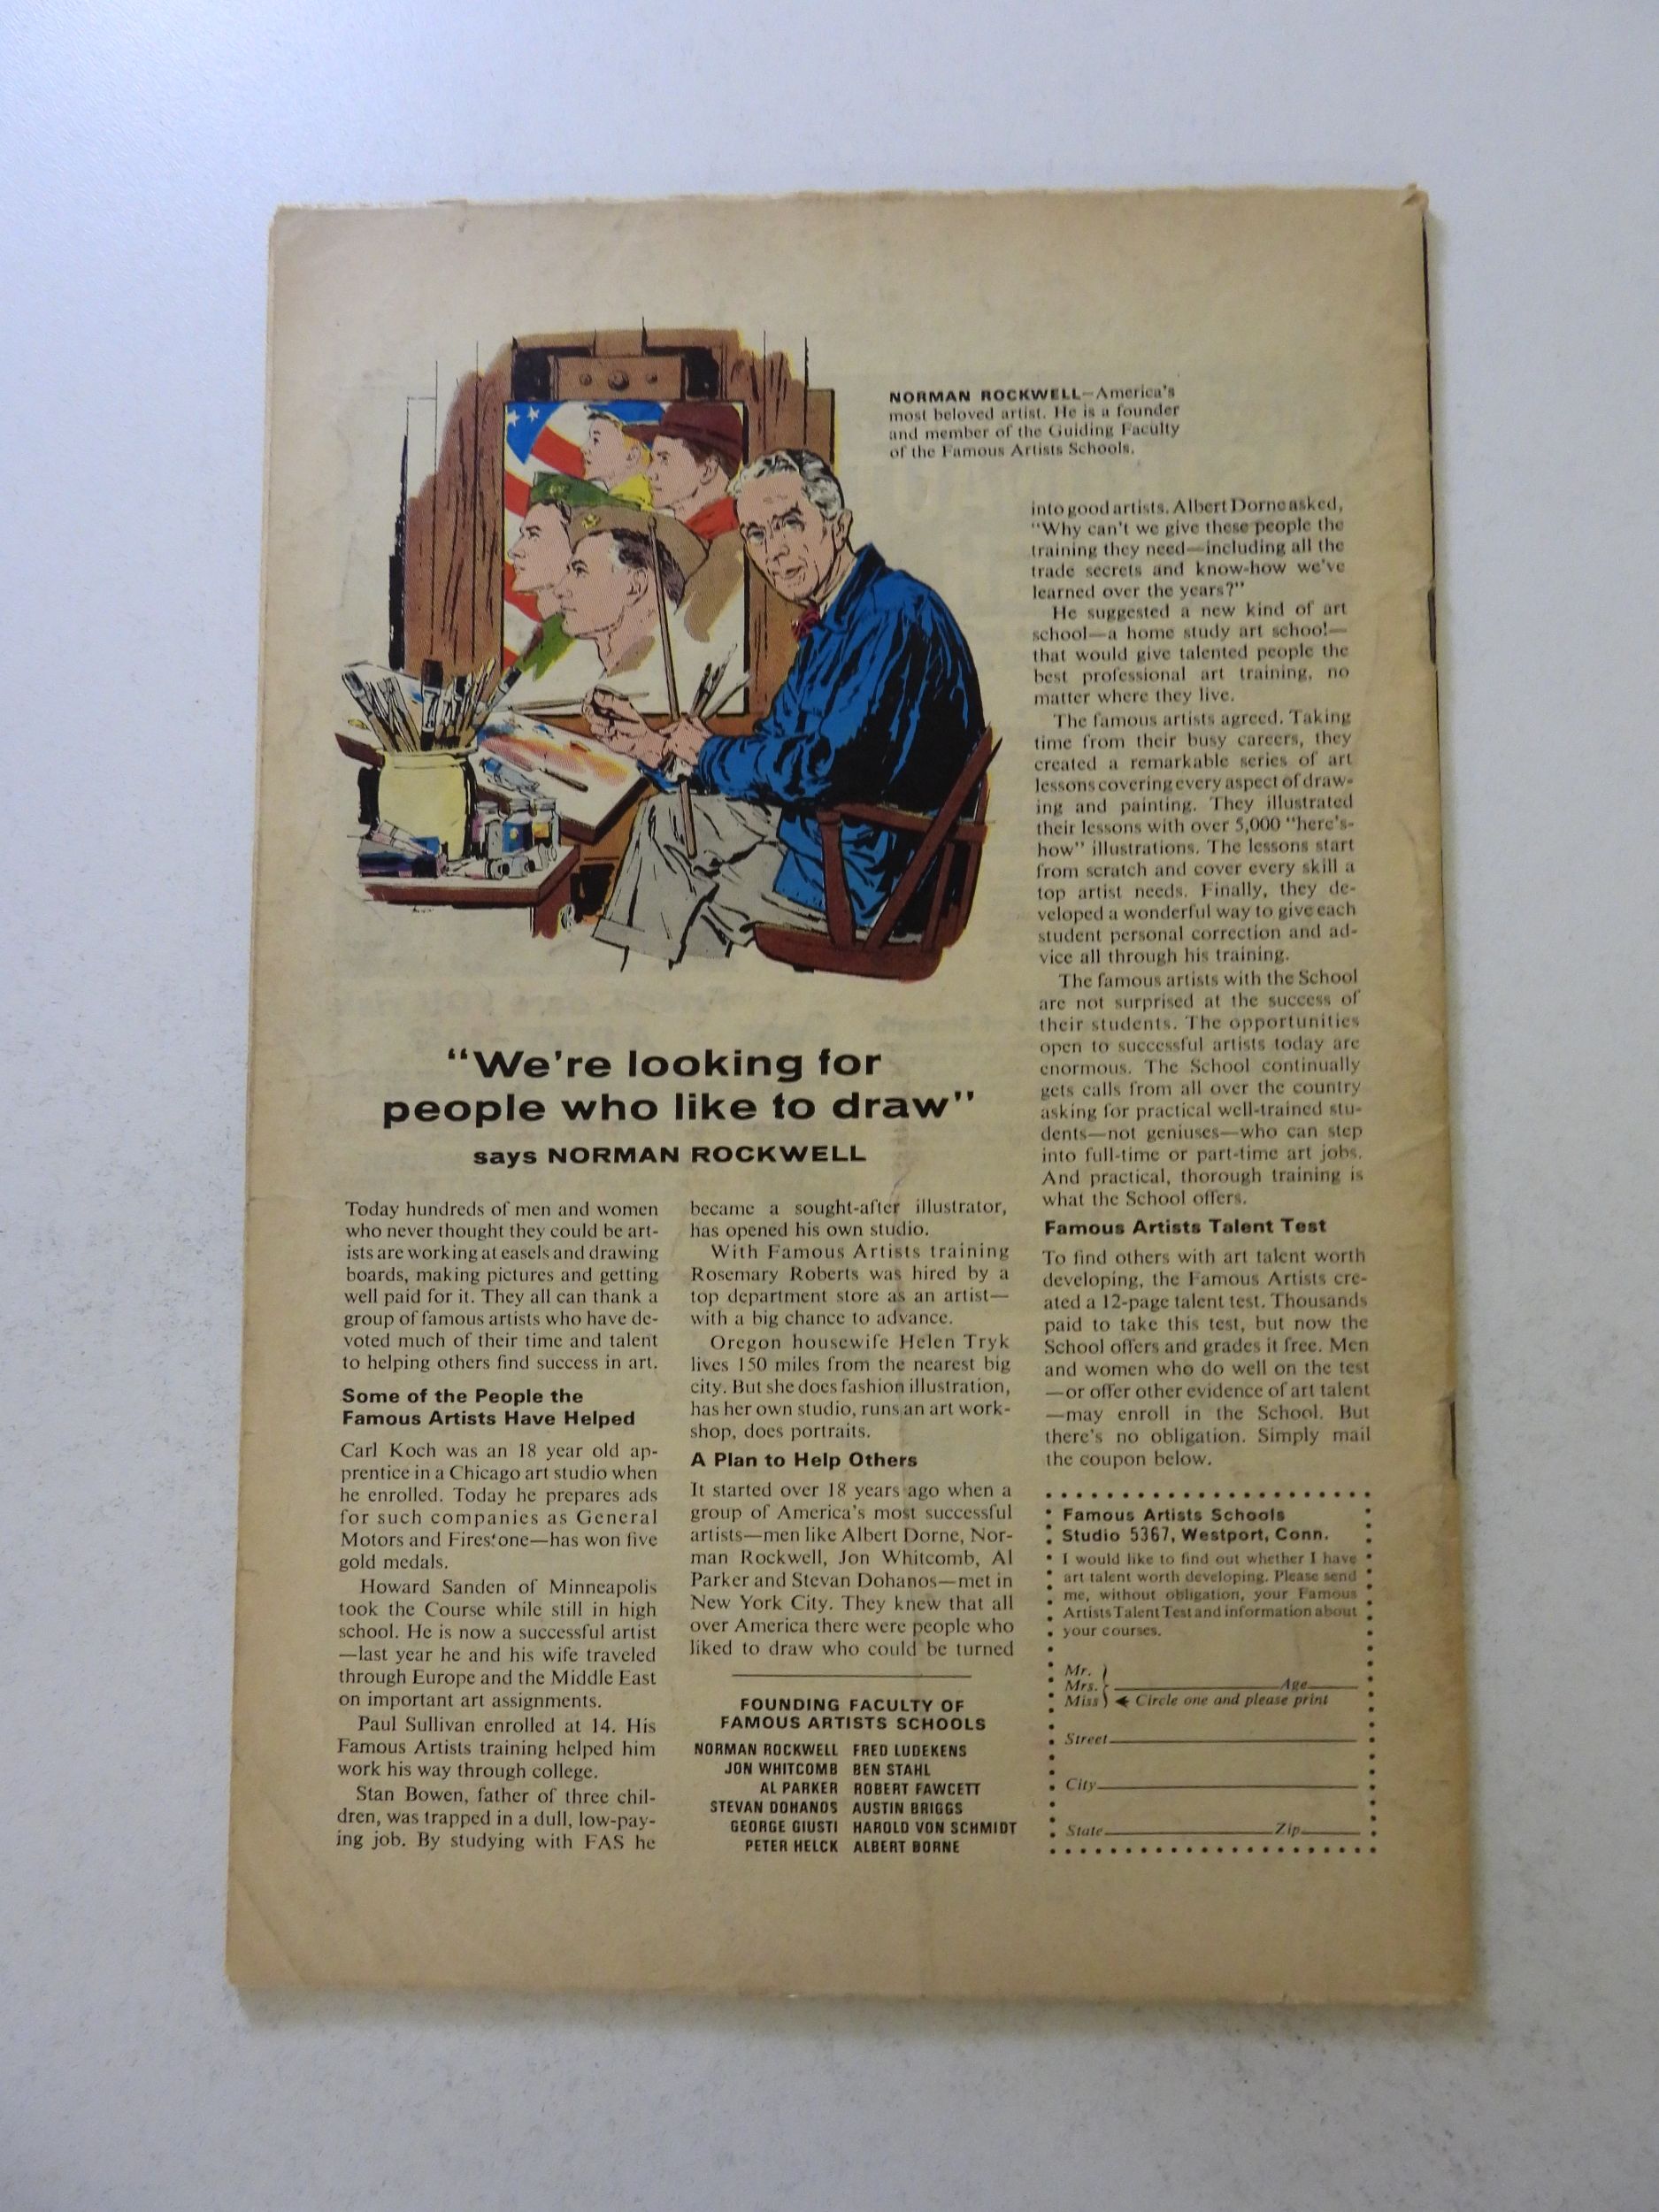 NORMAN ROCKWELL—America's
most beloved artist. He is a founder
and member of the Guiding Faculty
of the Famous Artists Schools.
"We're looking for
people who like to draw"
says NORMAN ROCKWELL
Today hundreds of men and women
who never thought they could be art-
ists are working at easels and drawing
boards, making pictures and getting
well paid for it. They all can thank a
group of famous artists who have de-
voted much of their time and talent
to helping others find success in art.
Some of the People the
Famous Artists Have Helped
Carl Koch was an 18 year old ap-
prentice in a Chicago art studio when
he enrolled. Today he prepares ads
for such companies as General
Motors and Firestone—has won five
gold medals.
Howard Sanden of Minneapolis
took the Course while still in high
school. He is now a successful artist
—last year he and his wife traveled
through Europe and the Middle East
on important art assignments.
Paul Sullivan enrolled at 14. His
Famous Artists training helped him
work his way through college.
Stan Bowen, father of three chil-
dren, was trapped in a dull, low-pay-
ing job. By studying with FAS he
became a sought-after illustrator,
has opened his own studio.
With Famous Artists training
Rosemary Roberts was hired by a
top department store as an artist—
with a big chance to advance.
Oregon housewife Helen Tryk
lives 150 miles from the nearest big
city. But she does fashion illustration,
has her own studio, runs an art work-
shop, does portraits.
A Plan to Help Others
It started over 18 years ago when a
group of America's most successful
artists—men like Albert Dorne, Nor-
man Rockwell, Jon Whitcomb, Al
Parker and Stevan Dohanos—met in
New York City. They knew that all
over America there were people who
liked to draw who could be turned
FOUNDING FACULTY OF
FAMOUS ARTISTS SCHOOLS
NORMAN ROCKWELL FRED LUDEKENS
JON WHITCOMB BEN STAHL
AL PARKER ROBERT FAWCETT
STEVAN DOHANOS AUSTIN BRIGGS
GEORGE GIUSTI HAROLD VON SCHMIDT
PETER HELCK ALBERT DORNE
into good artists. Albert Dorne asked,
"Why can't we give these people the
training they need—including all the
trade secrets and know-how we've
learned over the years?"
He suggested a new kind of art
school—a home study art school—
that would give talented people the
best professional art training, no
matter where they live.
The famous artists agreed. Taking
time from their busy careers, they
created a remarkable series of art
lessons covering every aspect of draw-
ing and painting. They illustrated
their lessons with over 5,000 "here's-
how" illustrations. The lessons start
from scratch and cover every skill a
top artist needs. Finally, they de-
veloped a wonderful way to give each
student personal correction and ad-
vice all through his training.
The famous artists with the School
are not surprised at the success of
their students. The opportunities
open to successful artists today are
enormous. The School continually
gets calls from all over the country
asking for practical well-trained stu-
dents—not geniuses—who can step
into full-time or part-time art jobs.
And practical, thorough training is
what the School offers.
Famous Artists Talent Test
To find others with art talent worth
developing, the Famous Artists cre-
ated a 12-page talent test. Thousands
paid to take this test, but now the
School offers and grades it free. Men
and women who do well on the test
—or offer other evidence of art talent
—may enroll in the School. But
there's no obligation. Simply mail
the coupon below.
Famous Artists Schools
Studio 5367, Westport, Conn.
I would like to find out whether I have
art talent worth developing. Please send
me, without obligation, your Famous
Artists Talent Test and information about
your courses.
Mr.
Mrs. Age
Miss Circle one and please print
Street
City
State Zip